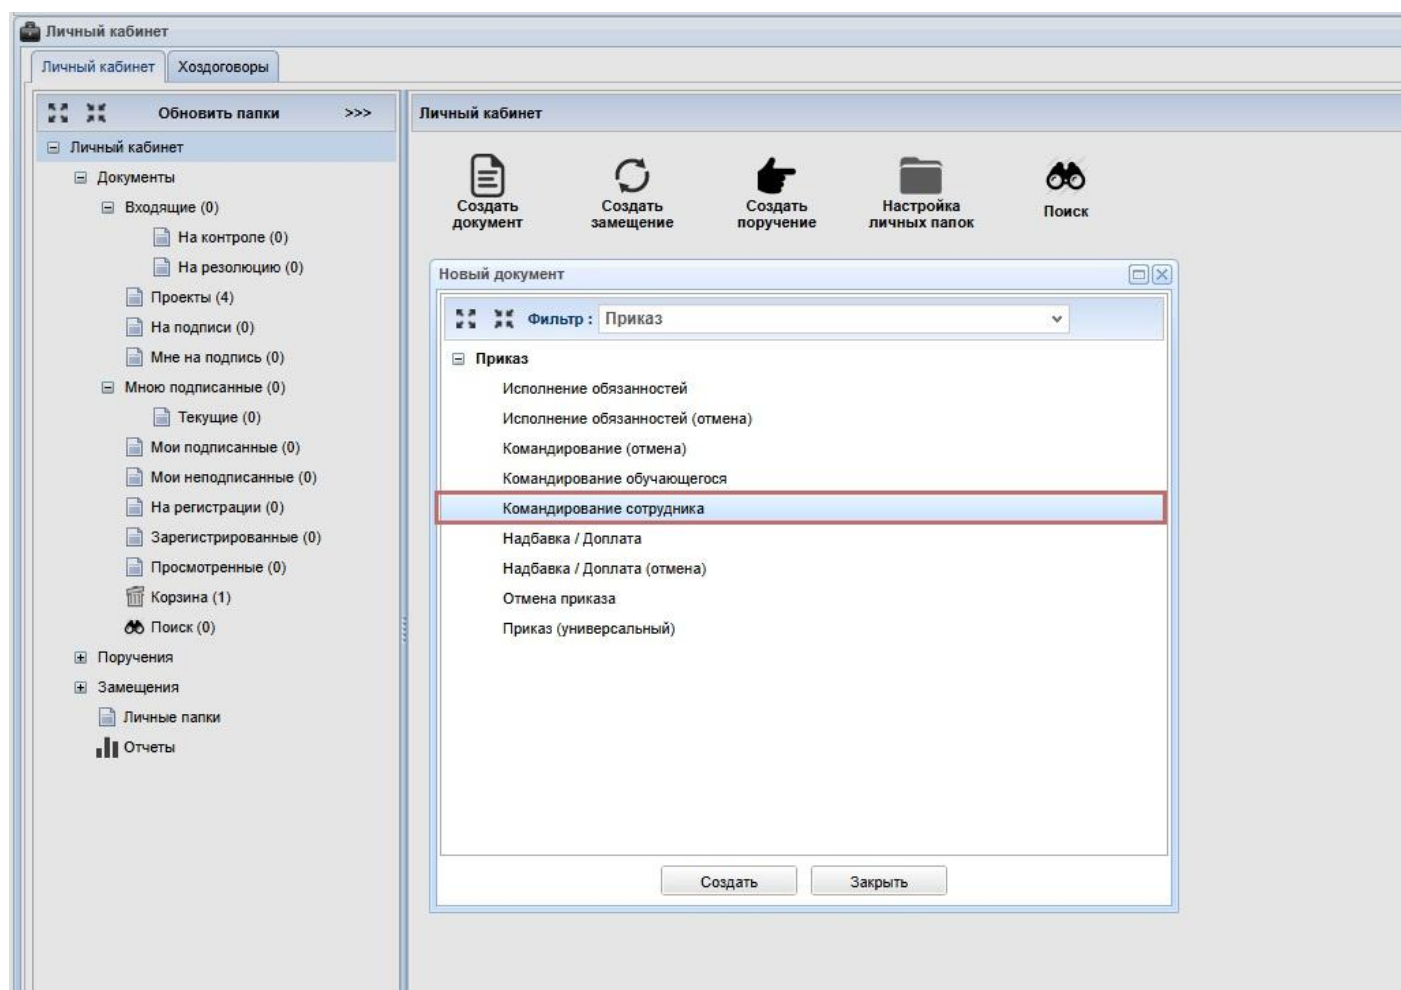 Личный кабинет
Личный кабинет
Хоздоговоры
Обновить папки >>>
Личный кабинет
Документы
Входящие (0)
На контроле (0)
На резолюцию (0)
Проекты (4)
На подписи (0)
Мне на подпись (0)
Мною подписанные (0)
Текущие (0)
Мои подписанные (0)
Мои неподписанные (0)
На регистрации (0)
Зарегистрированные (0)
Просмотренные (0)
Корзина (1)
Поиск (0)
Поручения
Замещения
Личные папки
Отчеты
Личный кабинет
Создать
документ
Создать
замещение
Создать
поручение
Настройка
личных папок
Поиск
Новый документ
Фильтр : Приказ
Приказ
Исполнение обязанностей
Исполнение обязанностей (отмена)
Командирование (отмена)
Командирование обучающегося
Командирование сотрудника
Надбавка / Доплата
Надбавка / Доплата (отмена)
Отмена приказа
Приказ (универсальный)
Создать
Закрыть